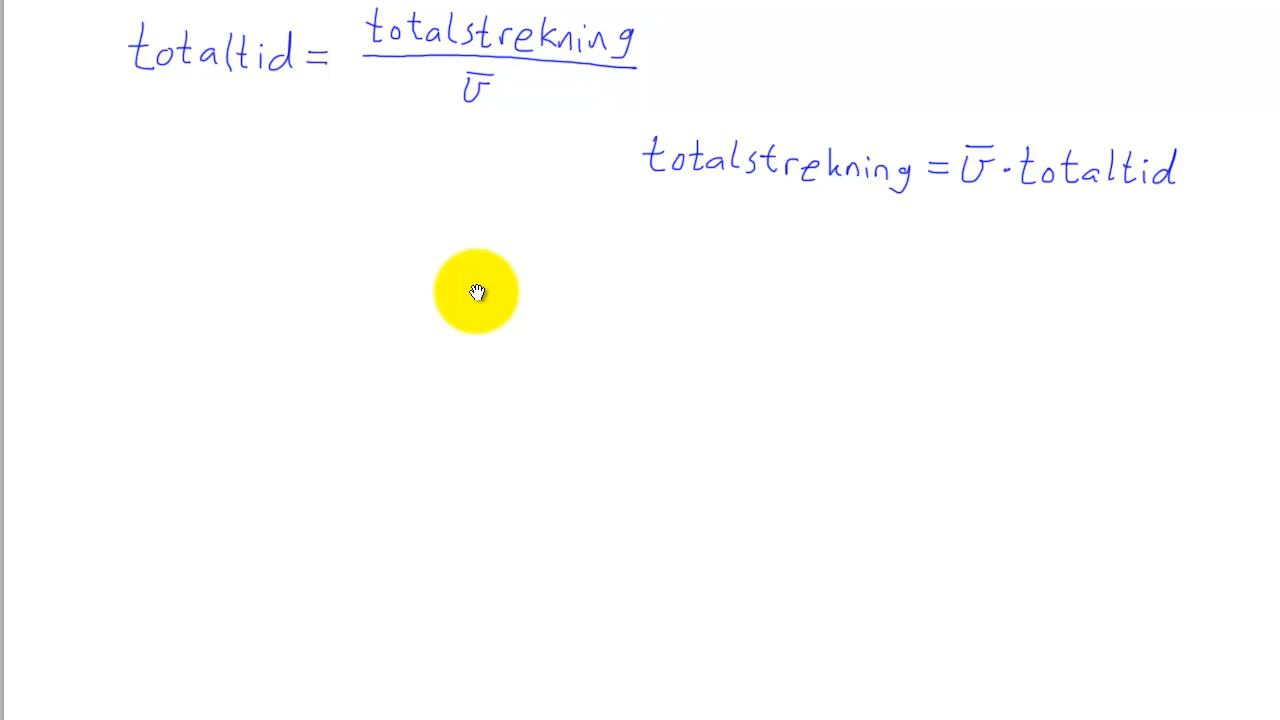 totaltid = totalstrekning / v̅
totalstrekning = v̅ · totaltid